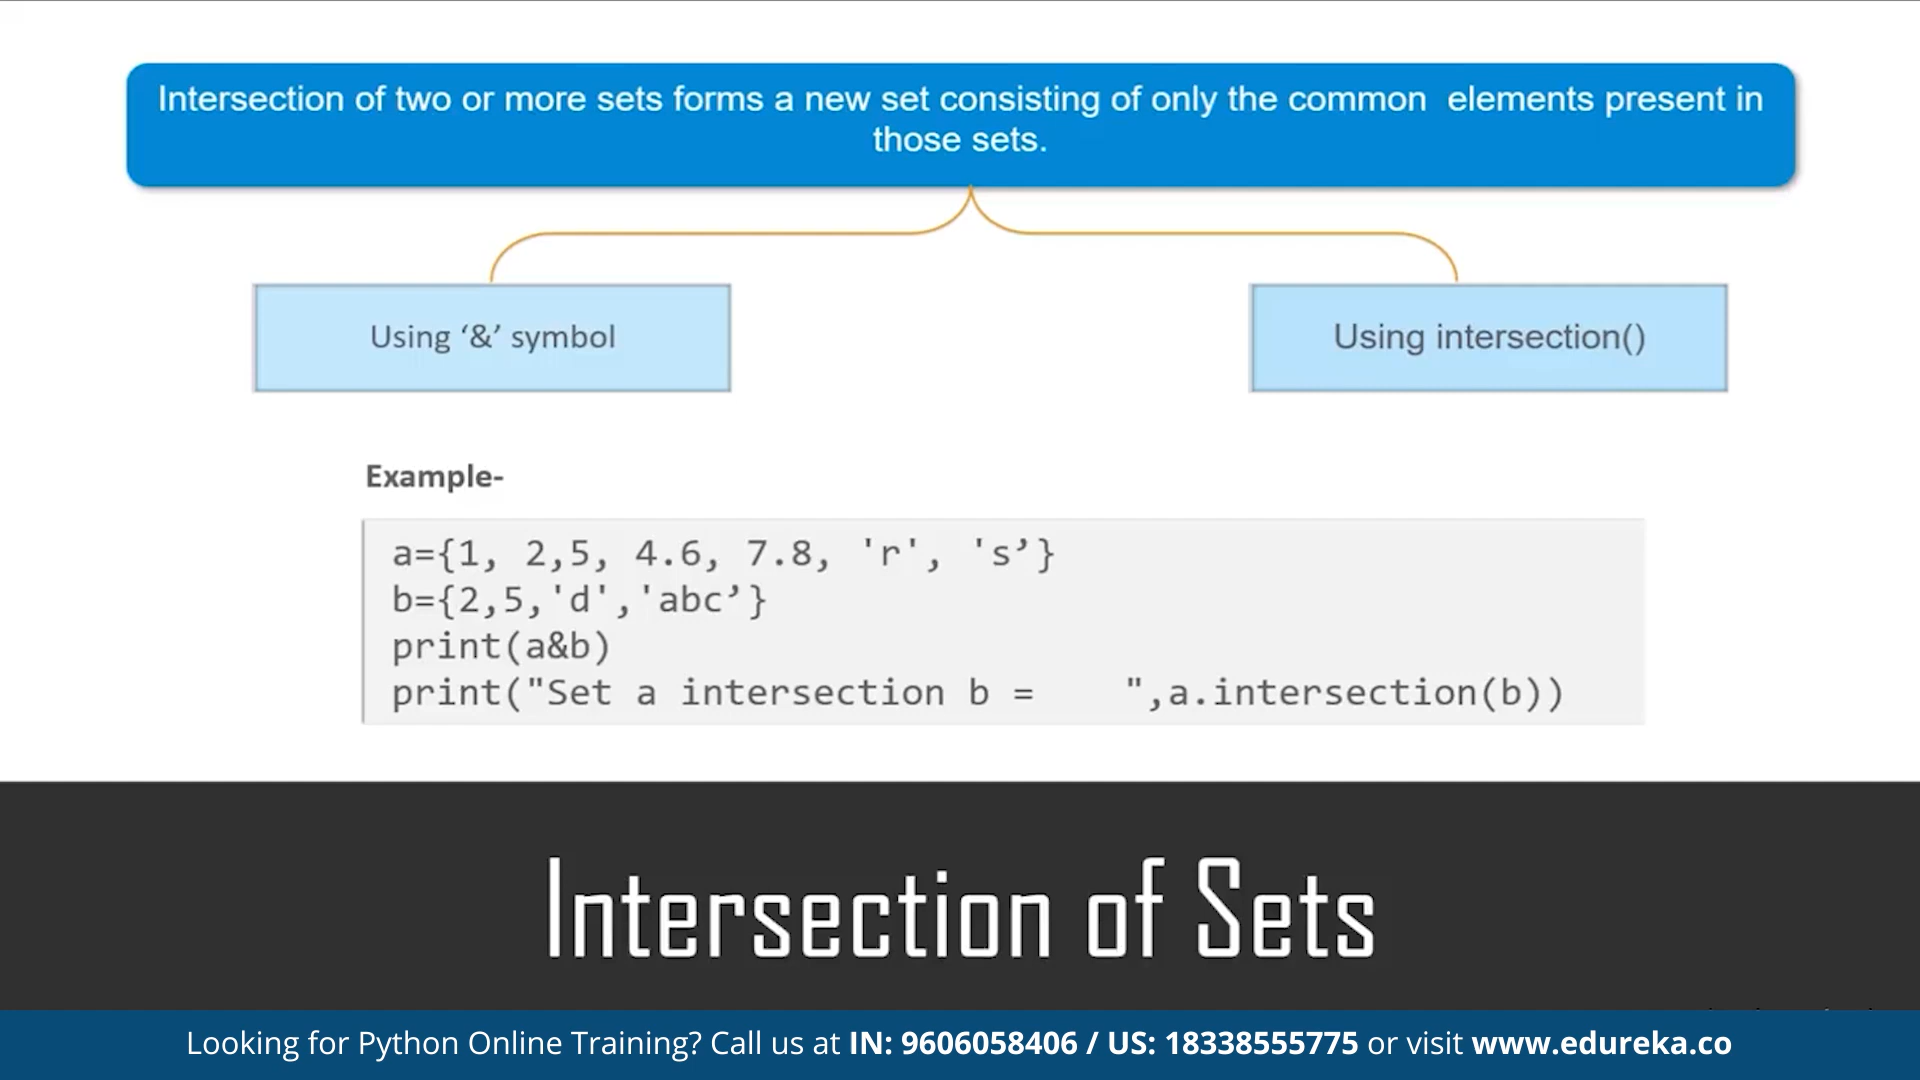 Intersection of two or more sets forms a new set consisting of only the common elements present in
those sets.
Using ‘&’ symbol
Using intersection()
Example-
a={1, 2,5, 4.6, 7.8, 'r', 's’}
b={2,5,'d','abc’}
print(a&b)
print("Set a intersection b =    ",a.intersection(b))
Intersection of Sets
Looking for Python Online Training? Call us at IN: 9606058406 / US: 18338555775 or visit www.edureka.co